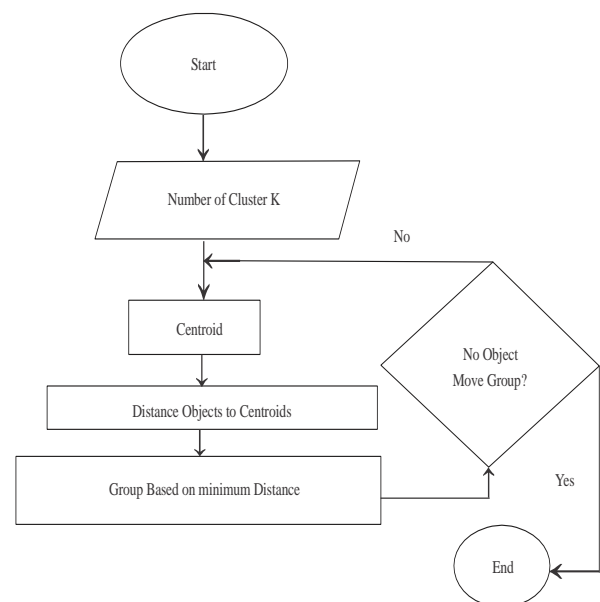 Start
Number of Cluster K
No
Centroid
No Object
Move Group?
Distance Objects to Centroids
Group Based on minimum Distance
Yes
End